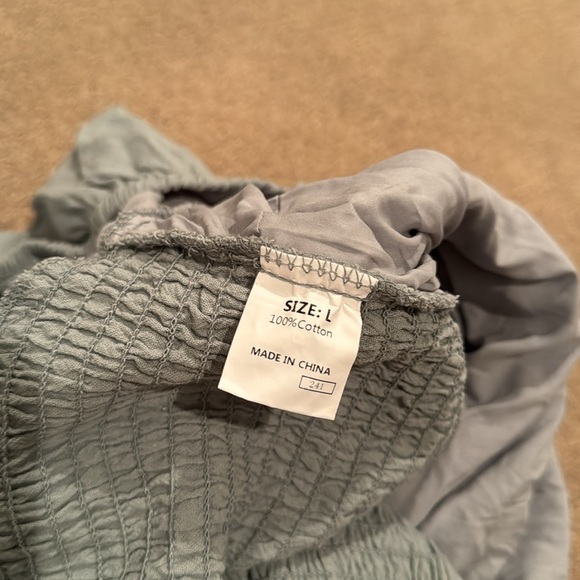 SIZE: L
100%Cotton
MADE IN CHINA
241